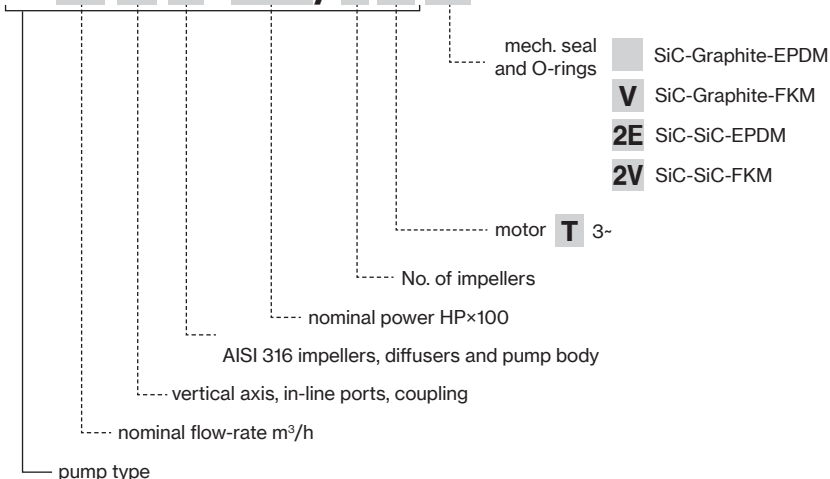 mech. seal
and O-rings
SiC-Graphite-EPDM
V SiC-Graphite-FKM
2E SiC-SiC-EPDM
2V SiC-SiC-FKM
motor T 3~
No. of impellers
nominal power HP×100
AISI 316 impellers, diffusers and pump body
vertical axis, in-line ports, coupling
nominal flow-rate m³/h
pump type